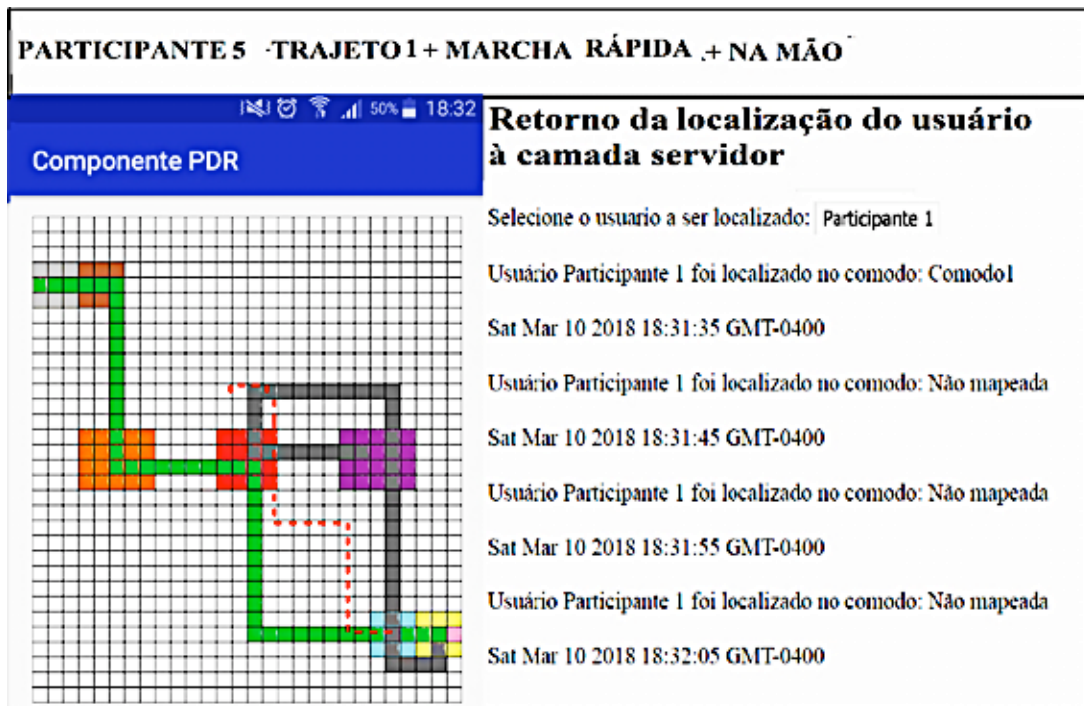 PARTICIPANTE 5 -TRAJETO 1 + MARCHA RÁPIDA .+ NA MÃO
50% 18:32
Componente PDR
Retorno da localização do usuário
à camada servidor
Selecione o usuario a ser localizado: Participante 1
Usuário Participante 1 foi localizado no comodo: Comodo1
Sat Mar 10 2018 18:31:35 GMT-0400
Usuário Participante 1 foi localizado no comodo: Não mapeada
Sat Mar 10 2018 18:31:45 GMT-0400
Usuário Participante 1 foi localizado no comodo: Não mapeada
Sat Mar 10 2018 18:31:55 GMT-0400
Usuário Participante 1 foi localizado no comodo: Não mapeada
Sat Mar 10 2018 18:32:05 GMT-0400